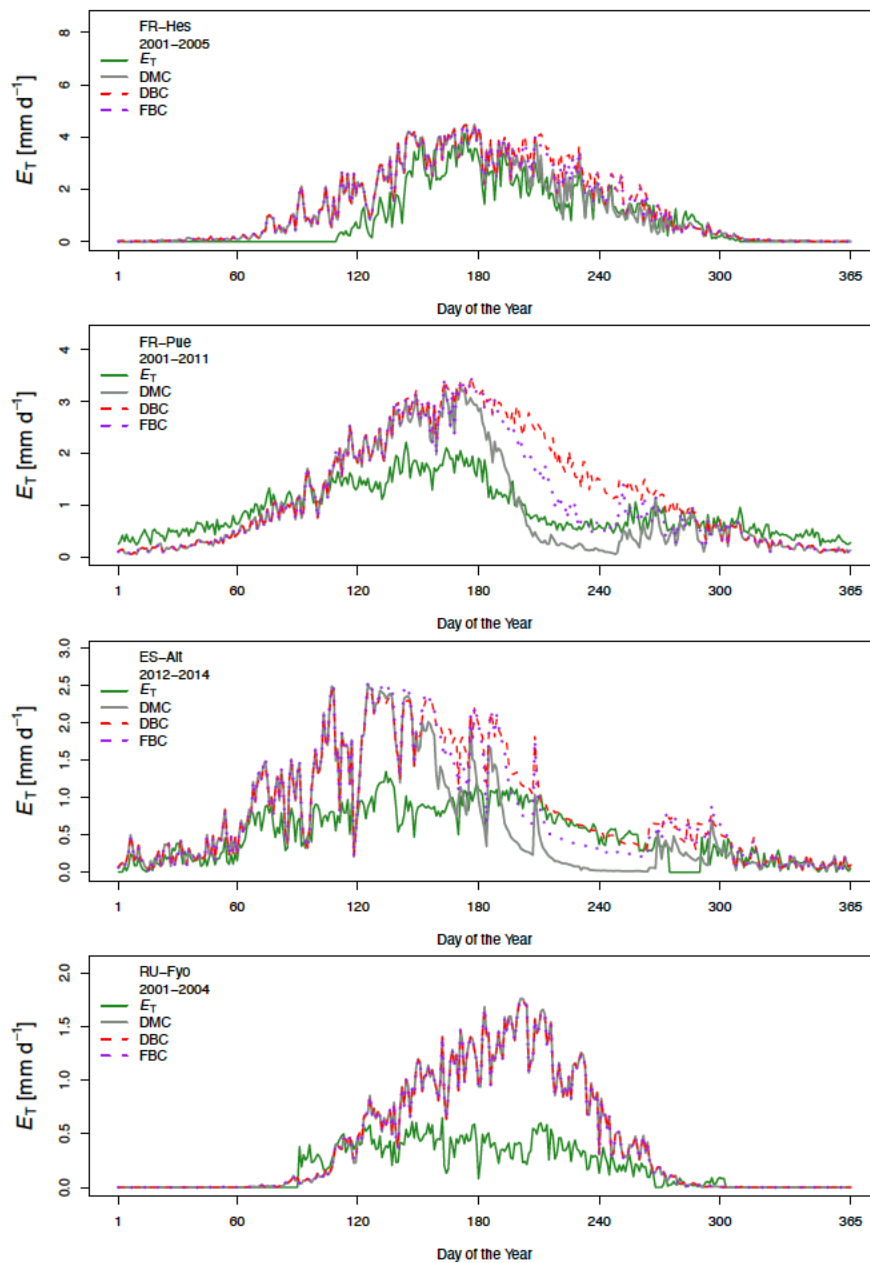 FR−Hes
2001−2005
E_T
DMC
DBC
FBC
E_T [mm d⁻¹]
8
6
4
2
0
1 60 120 180 240 300 365
Day of the Year
FR−Pue
2001−2011
E_T
DMC
DBC
FBC
E_T [mm d⁻¹]
4
3
2
1
0
1 60 120 180 240 300 365
Day of the Year
ES−Alt
2012−2014
E_T
DMC
DBC
FBC
E_T [mm d⁻¹]
3.0
2.5
2.0
1.5
1.0
0.5
0.0
1 60 120 180 240 300 365
Day of the Year
RU−Fyo
2001−2004
E_T
DMC
DBC
FBC
E_T [mm d⁻¹]
2.0
1.5
1.0
0.5
0.0
1 60 120 180 240 300 365
Day of the Year